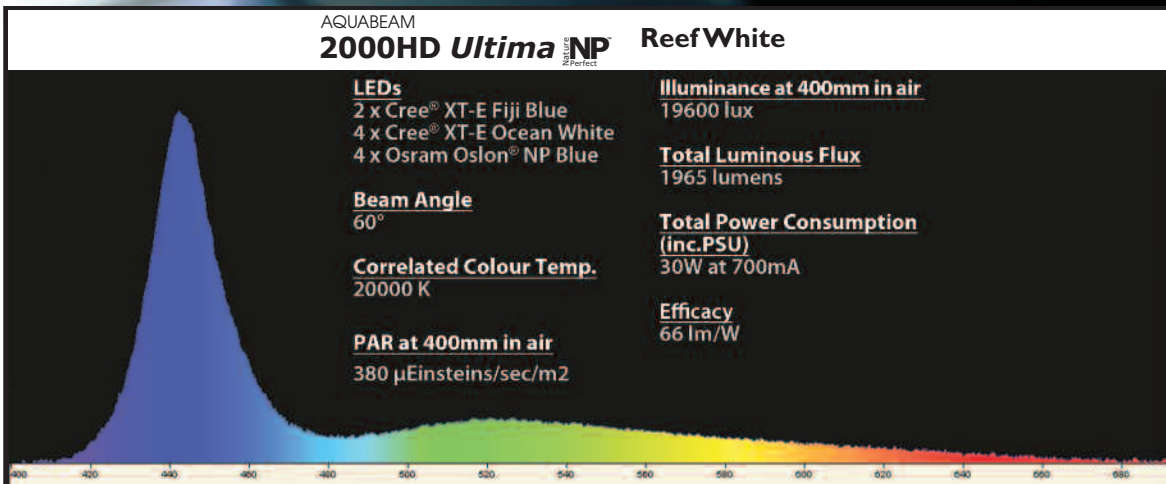 AQUABEAM
2000HD Ultima Nature Perfect NP™ Reef White
LEDs
2 x Cree® XT-E Fiji Blue
4 x Cree® XT-E Ocean White
4 x Osram Oslon® NP Blue
Beam Angle
60°
Correlated Colour Temp.
20000 K
PAR at 400mm in air
380 µEinsteins/sec/m2
Illuminance at 400mm in air
19600 lux
Total Luminous Flux
1965 lumens
Total Power Consumption
(inc.PSU)
30W at 700mA
Efficacy
66 lm/W
400 420 440 460 480 500 520 540 560 580 600 620 640 660 680